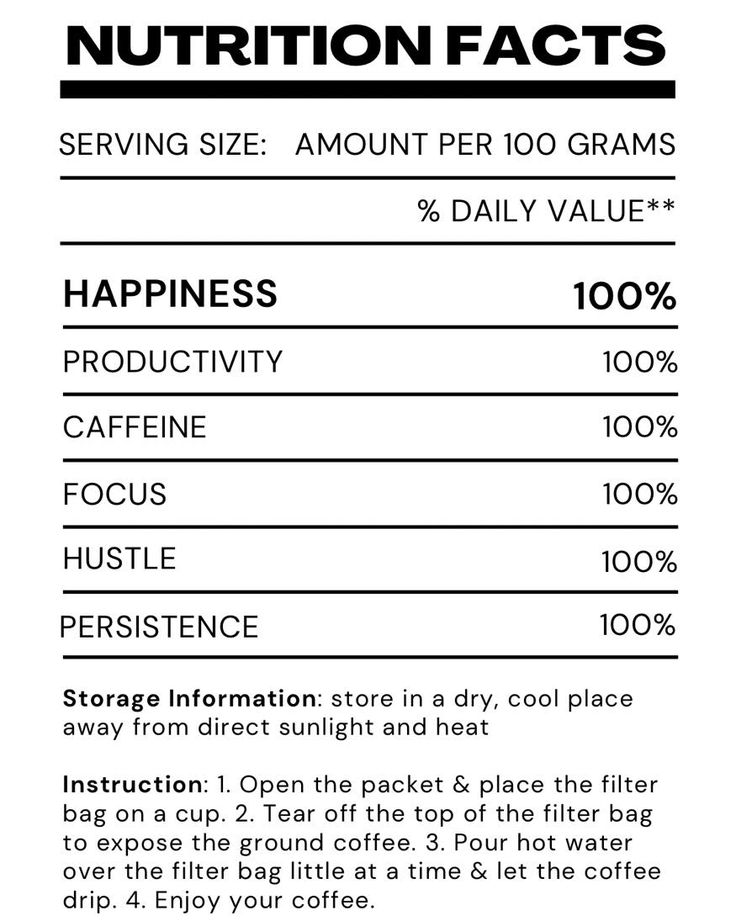 NUTRITION FACTS
SERVING SIZE: AMOUNT PER 100 GRAMS
% DAILY VALUE**
HAPPINESS 100%
PRODUCTIVITY 100%
CAFFEINE 100%
FOCUS 100%
HUSTLE 100%
PERSISTENCE 100%
Storage Information: store in a dry, cool place
away from direct sunlight and heat
Instruction: 1. Open the packet & place the filter
bag on a cup. 2. Tear off the top of the filter bag
to expose the ground coffee. 3. Pour hot water
over the filter bag little at a time & let the coffee
drip. 4. Enjoy your coffee.